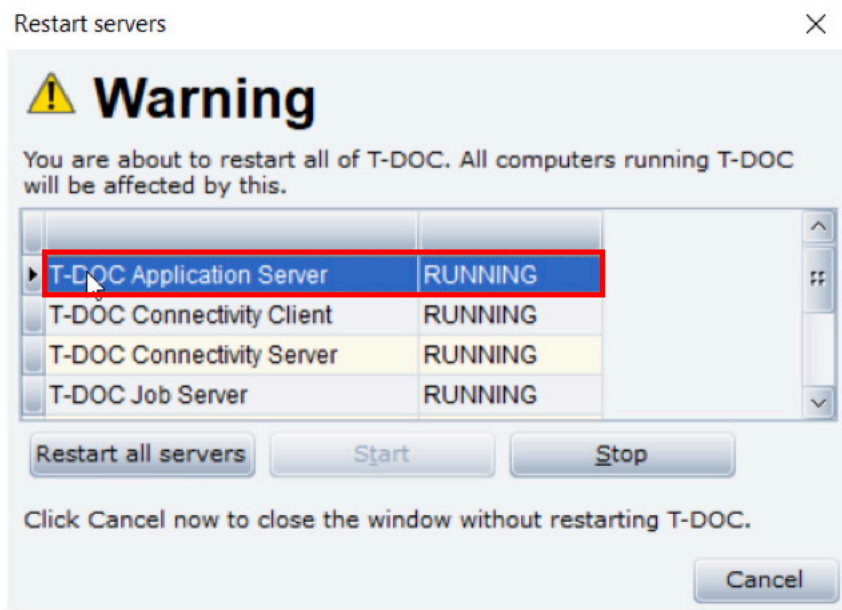 Restart servers
Warning
You are about to restart all of T-DOC. All computers running T-DOC
will be affected by this.
T-DOC Application Server RUNNING
T-DOC Connectivity Client RUNNING
T-DOC Connectivity Server RUNNING
T-DOC Job Server RUNNING
Restart all servers Start Stop
Click Cancel now to close the window without restarting T-DOC.
Cancel